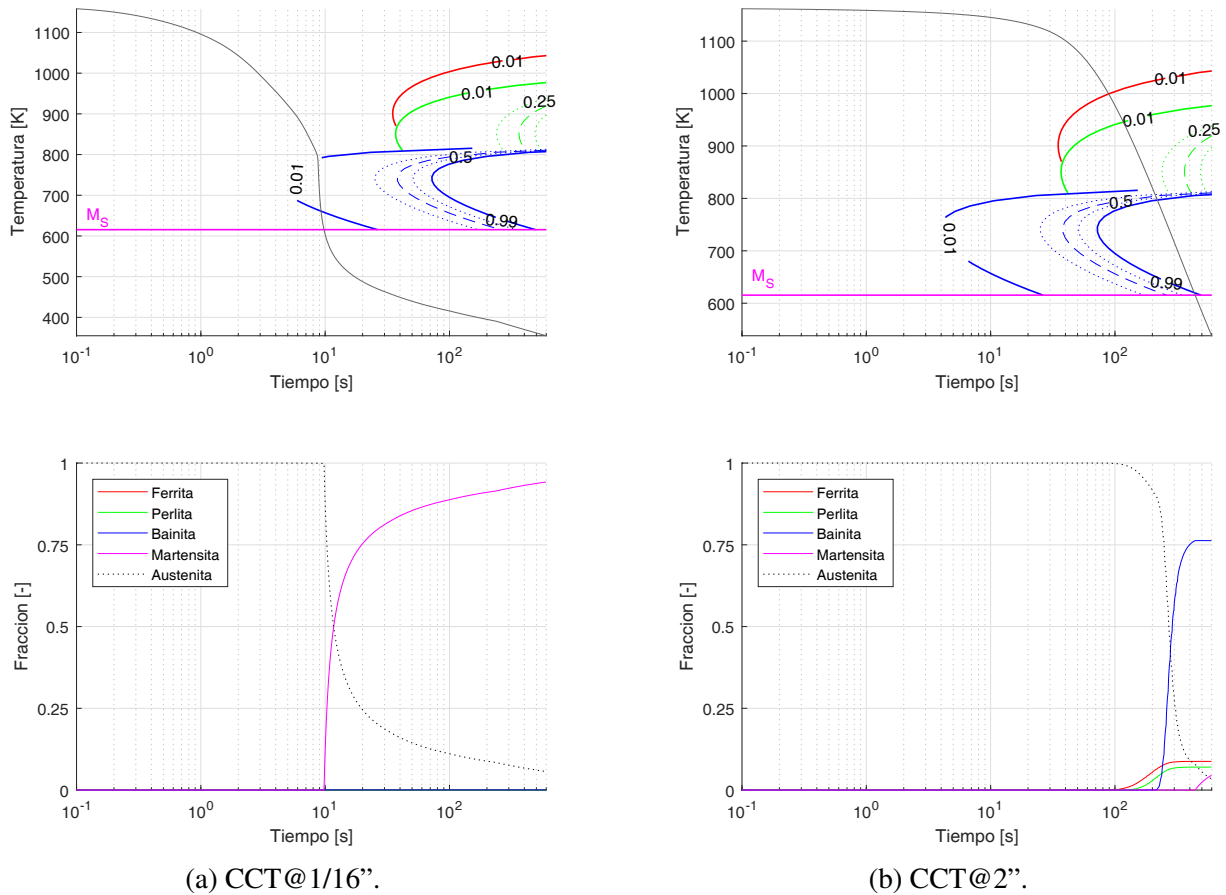 1100
1000
900
800
700
600
500
400
Temperatura [K]
0.01
0.01
0.25
0.5
0.01
0.99
M_S
10^-1
10^0
10^1
10^2
Tiempo [s]
1100
1000
900
800
700
600
Temperatura [K]
0.01
0.01
0.25
0.5
0.01
0.99
M_S
10^-1
10^0
10^1
10^2
Tiempo [s]
1
0.75
0.5
0.25
0
Fraccion [-]
Ferrita
Perlita
Bainita
Martensita
Austenita
10^-1
10^0
10^1
10^2
Tiempo [s]
1
0.75
0.5
0.25
0
Fraccion [-]
Ferrita
Perlita
Bainita
Martensita
Austenita
10^-1
10^0
10^1
10^2
Tiempo [s]
(a) CCT@1/16”.
(b) CCT@2”.